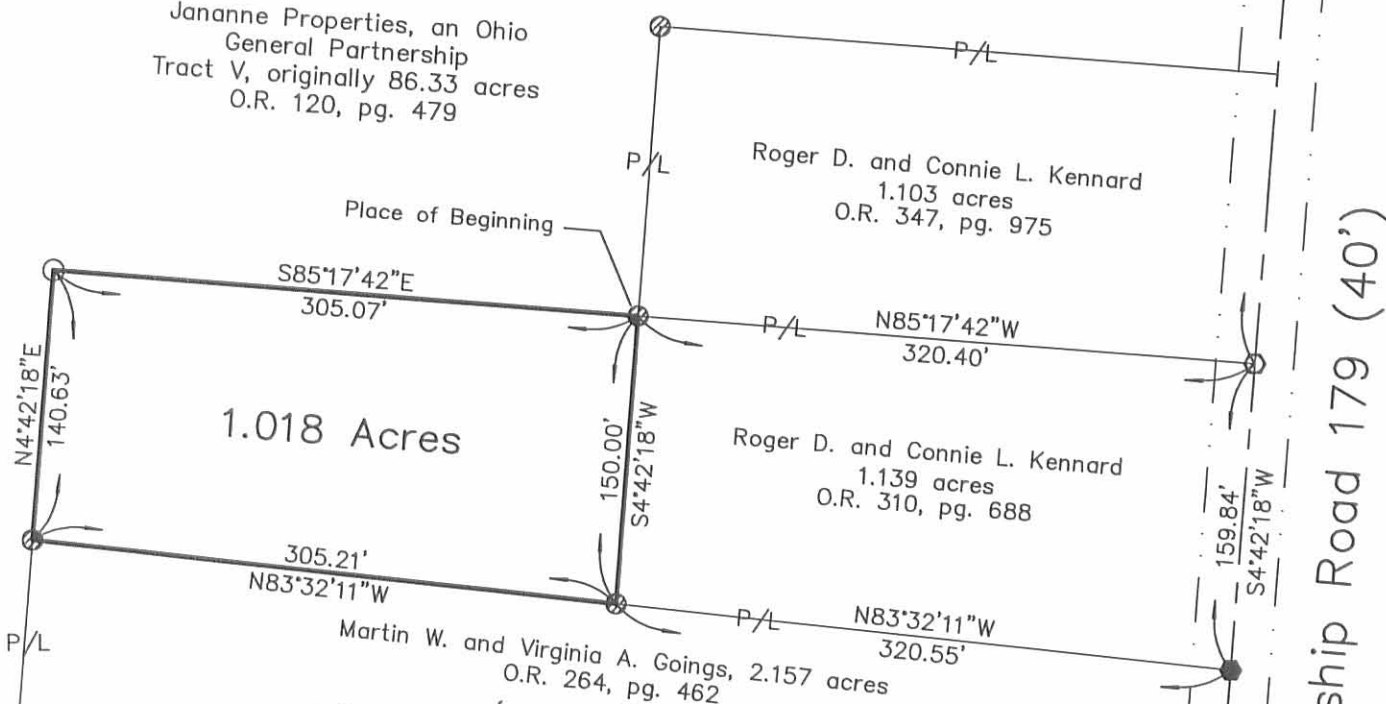 Jananne Properties, an Ohio
General Partnership
Tract V, originally 86.33 acres
O.R. 120, pg. 479
P/L
P/L
Roger D. and Connie L. Kennard
1.103 acres
O.R. 347, pg. 975
Place of Beginning
S85°17'42"E
305.07'
P/L
N85°17'42"W
320.40'
N4°42'18"E
140.63'
1.018 Acres
150.00'
S4°42'18"W
Roger D. and Connie L. Kennard
1.139 acres
O.R. 310, pg. 688
159.84'
S4°42'18"W
ship Road 179 (40')
305.21'
N83°32'11"W
P/L
N83°32'11"W
320.55'
P/L
Martin W. and Virginia A. Goings, 2.157 acres
O.R. 264, pg. 462